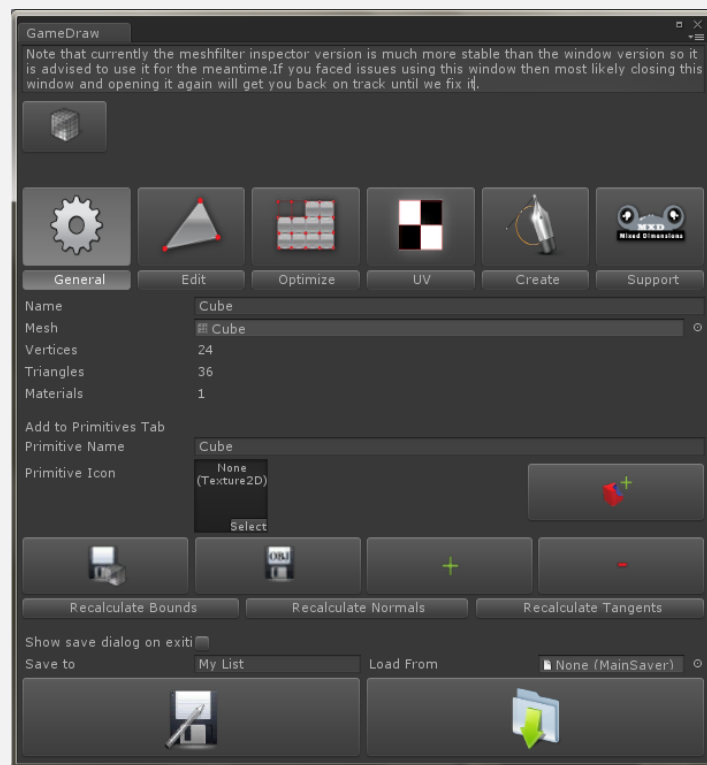 GameDraw
Note that currently the meshfilter inspector version is much more stable than the window version so it
is advised to use it for the meantime.If you faced issues using this window then most likely closing this
window and opening it again will get you back on track until we fix it.
MXD
Mixed Dimensions
General Edit Optimize UV Create Support
Name Cube
Mesh Cube
Vertices 24
Triangles 36
Materials 1
Add to Primitives Tab
Primitive Name Cube
Primitive Icon None
(Texture2D)
Select
OBJ
Recalculate Bounds Recalculate Normals Recalculate Tangents
Show save dialog on exiti
Save to My List Load From None (MainSaver)